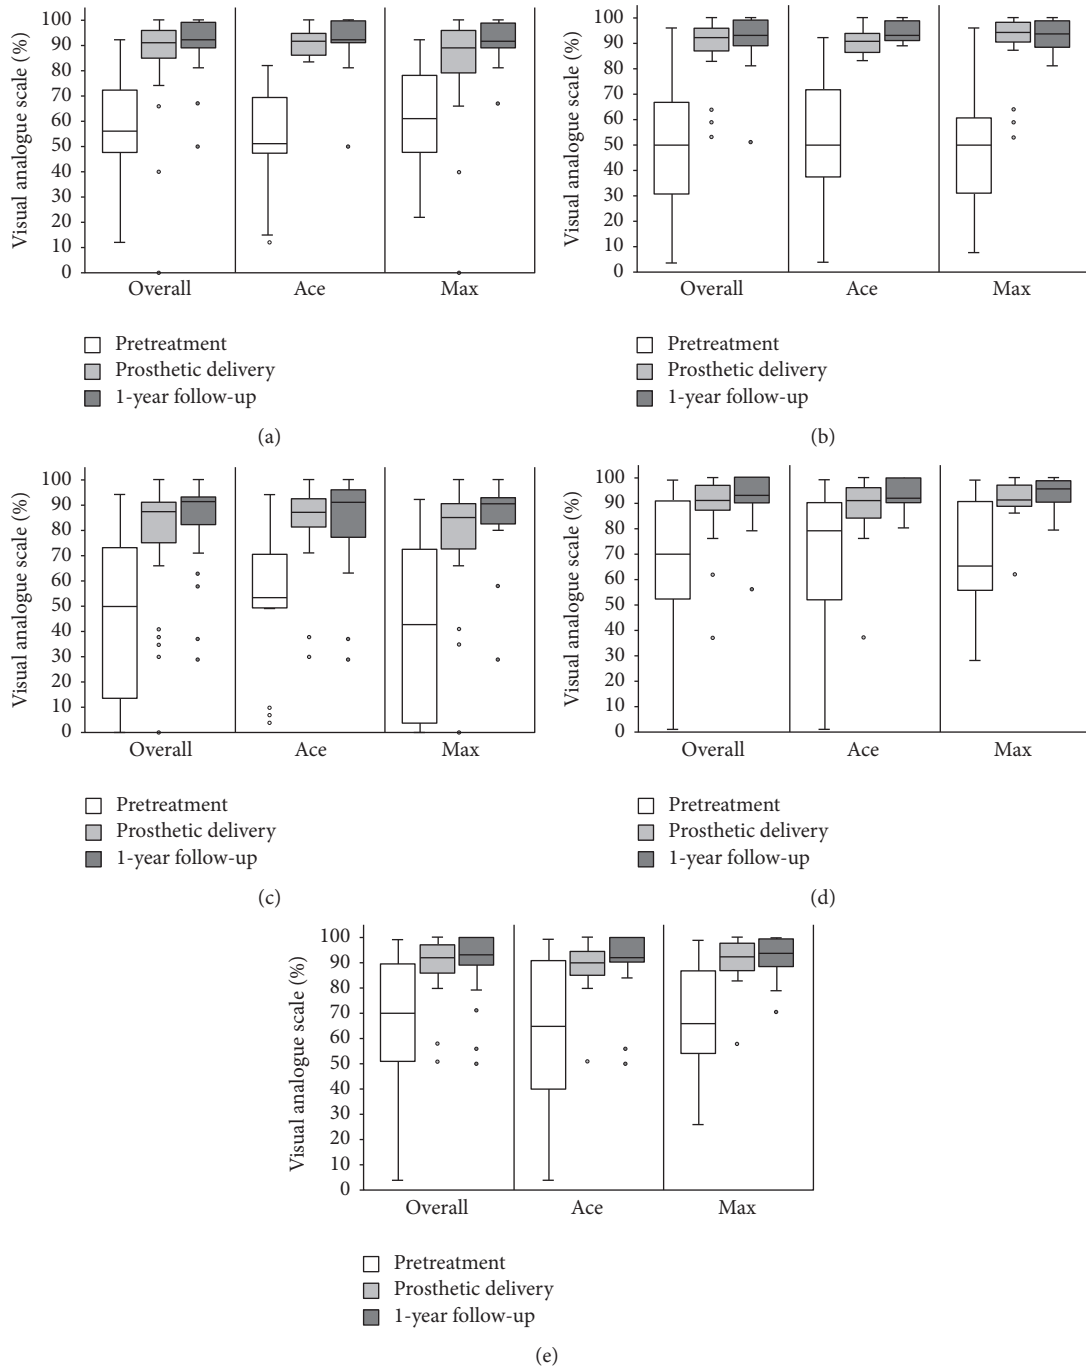 Visual analogue scale (%)
100
90
80
70
60
50
40
30
20
10
0
Overall Ace Max
Pretreatment
Prosthetic delivery
1-year follow-up
(a)
Visual analogue scale (%)
100
90
80
70
60
50
40
30
20
10
0
Overall Ace Max
Pretreatment
Prosthetic delivery
1-year follow-up
(b)
Visual analogue scale (%)
100
90
80
70
60
50
40
30
20
10
0
Overall Ace Max
Pretreatment
Prosthetic delivery
1-year follow-up
(c)
Visual analogue scale (%)
100
90
80
70
60
50
40
30
20
10
0
Overall Ace Max
Pretreatment
Prosthetic delivery
1-year follow-up
(d)
Visual analogue scale (%)
100
90
80
70
60
50
40
30
20
10
0
Overall Ace Max
Pretreatment
Prosthetic delivery
1-year follow-up
(e)